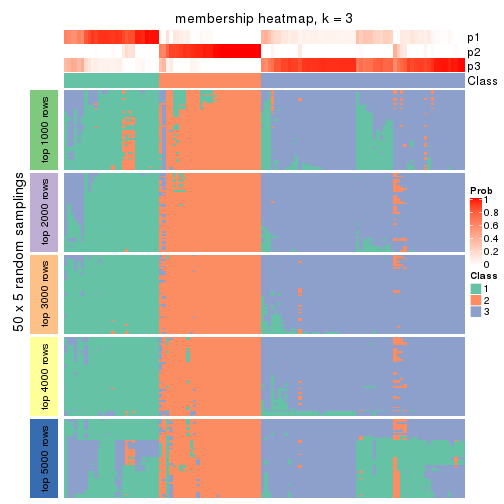 membership heatmap, k = 3
p1
p2
p3
Class
50 x 5 random samplings
top 1000 rows
top 2000 rows
top 3000 rows
top 4000 rows
top 5000 rows
Prob
1
0.8
0.6
0.4
0.2
0
Class
1
2
3